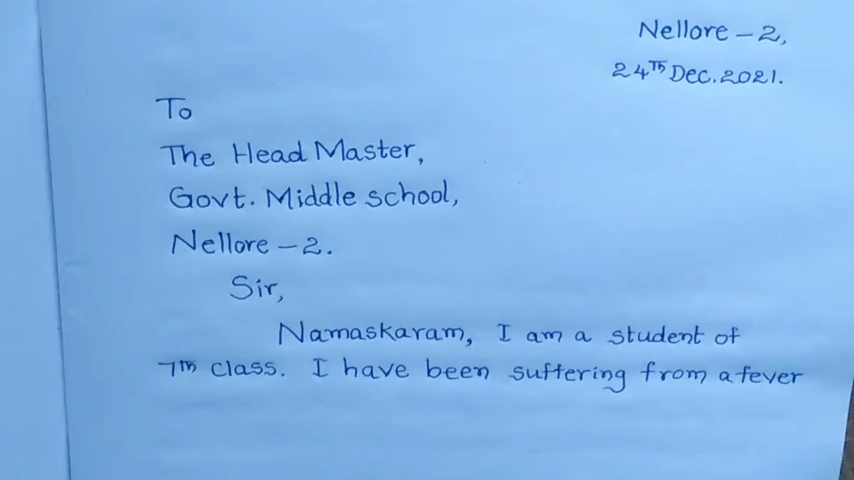 Nellore - 2,
24TH Dec. 2021.
To
The Head Master,
Govt. Middle school,
Nellore - 2.
Sir,
Namaskaram, I am a student of
7th class. I have been suffering from a fever